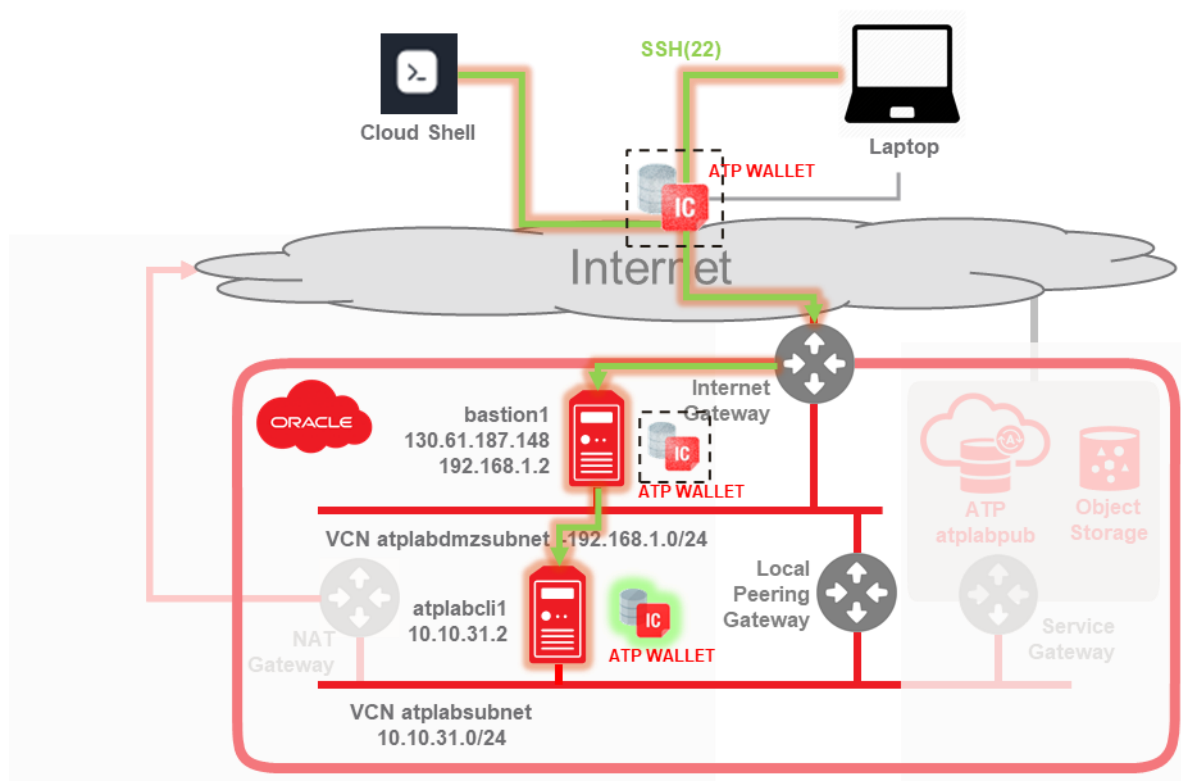 SSH(22)
Cloud Shell
Laptop
ATP WALLET
IC
Internet
Internet
Gateway
ORACLE
bastion1
130.61.187.148
192.168.1.2
IC
ATP WALLET
A
ATP
atplabpub
Object
Storage
VCN atplabdmzsubnet -192.168.1.0/24
Local
Peering
Gateway
atplabcli1
10.10.31.2
IC
ATP WALLET
NAT
Gateway
Service
Gateway
VCN atplabsubnet
10.10.31.0/24